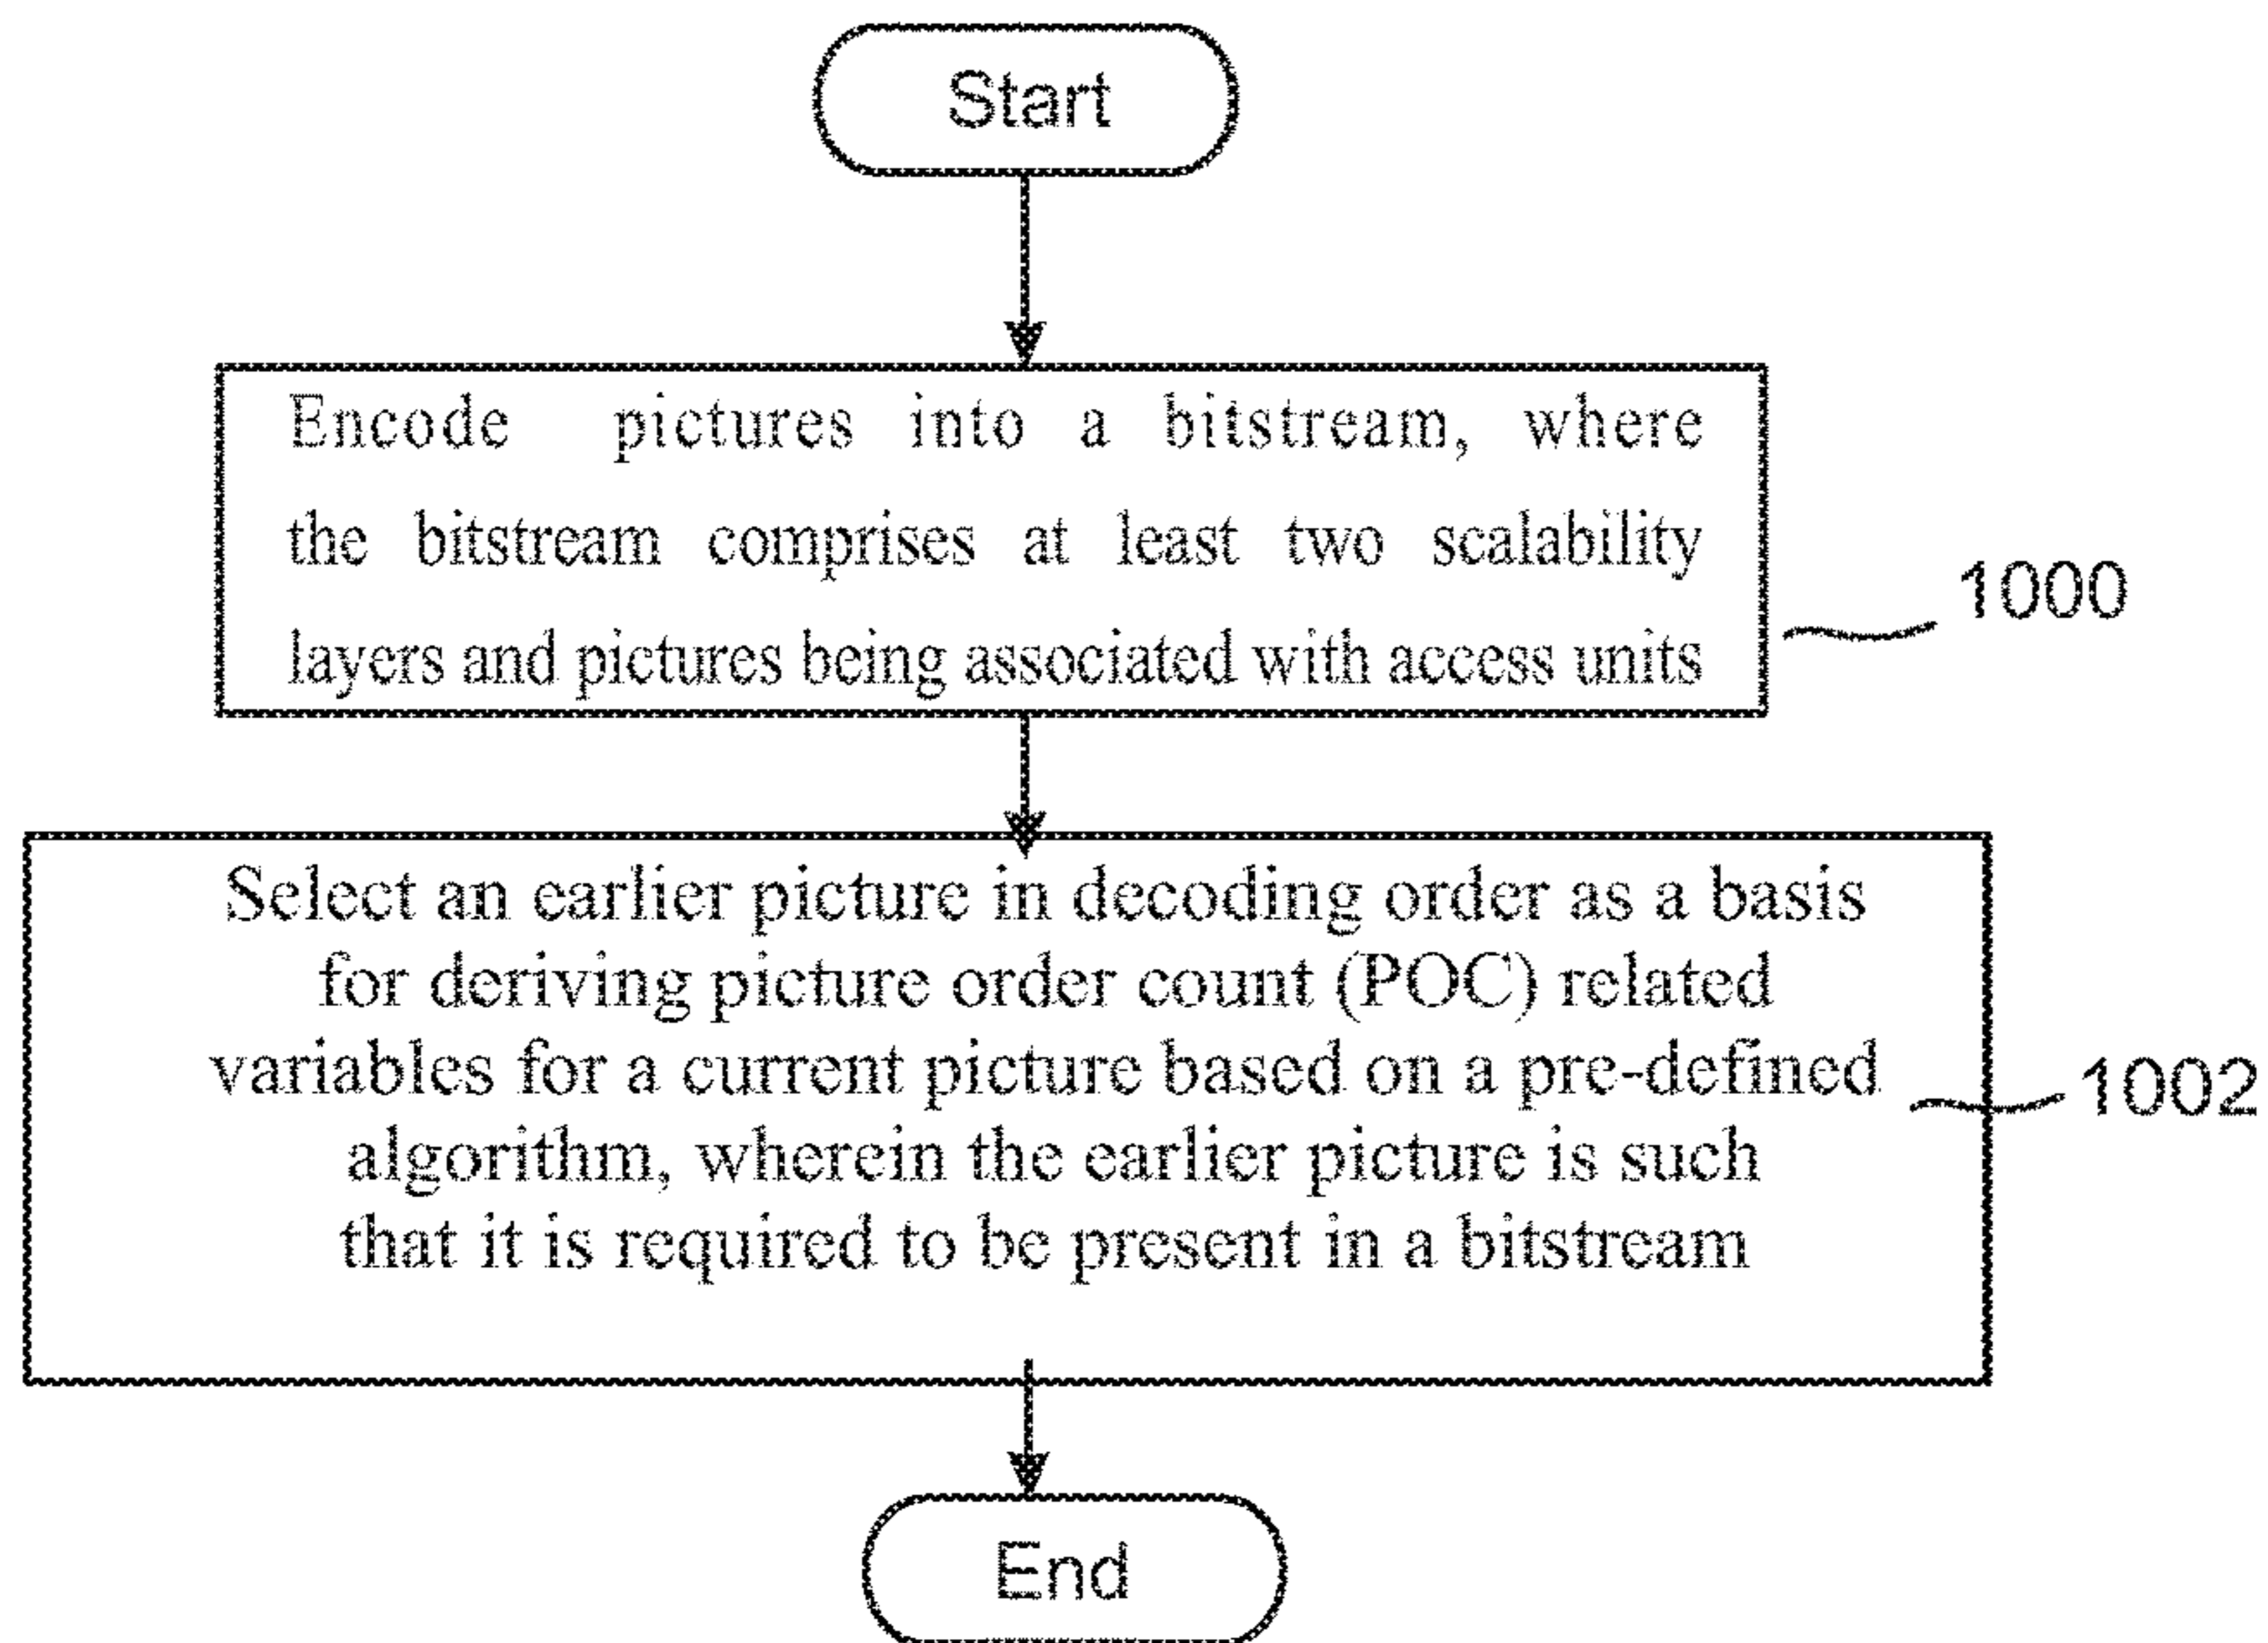 Start
Encode pictures into a bitstream, where
the bitstream comprises at least two scalability
layers and pictures being associated with access units
1000
Select an earlier picture in decoding order as a basis
for deriving picture order count (POC) related
variables for a current picture based on a pre-defined
algorithm, wherein the earlier picture is such
that it is required to be present in a bitstream
1002
End